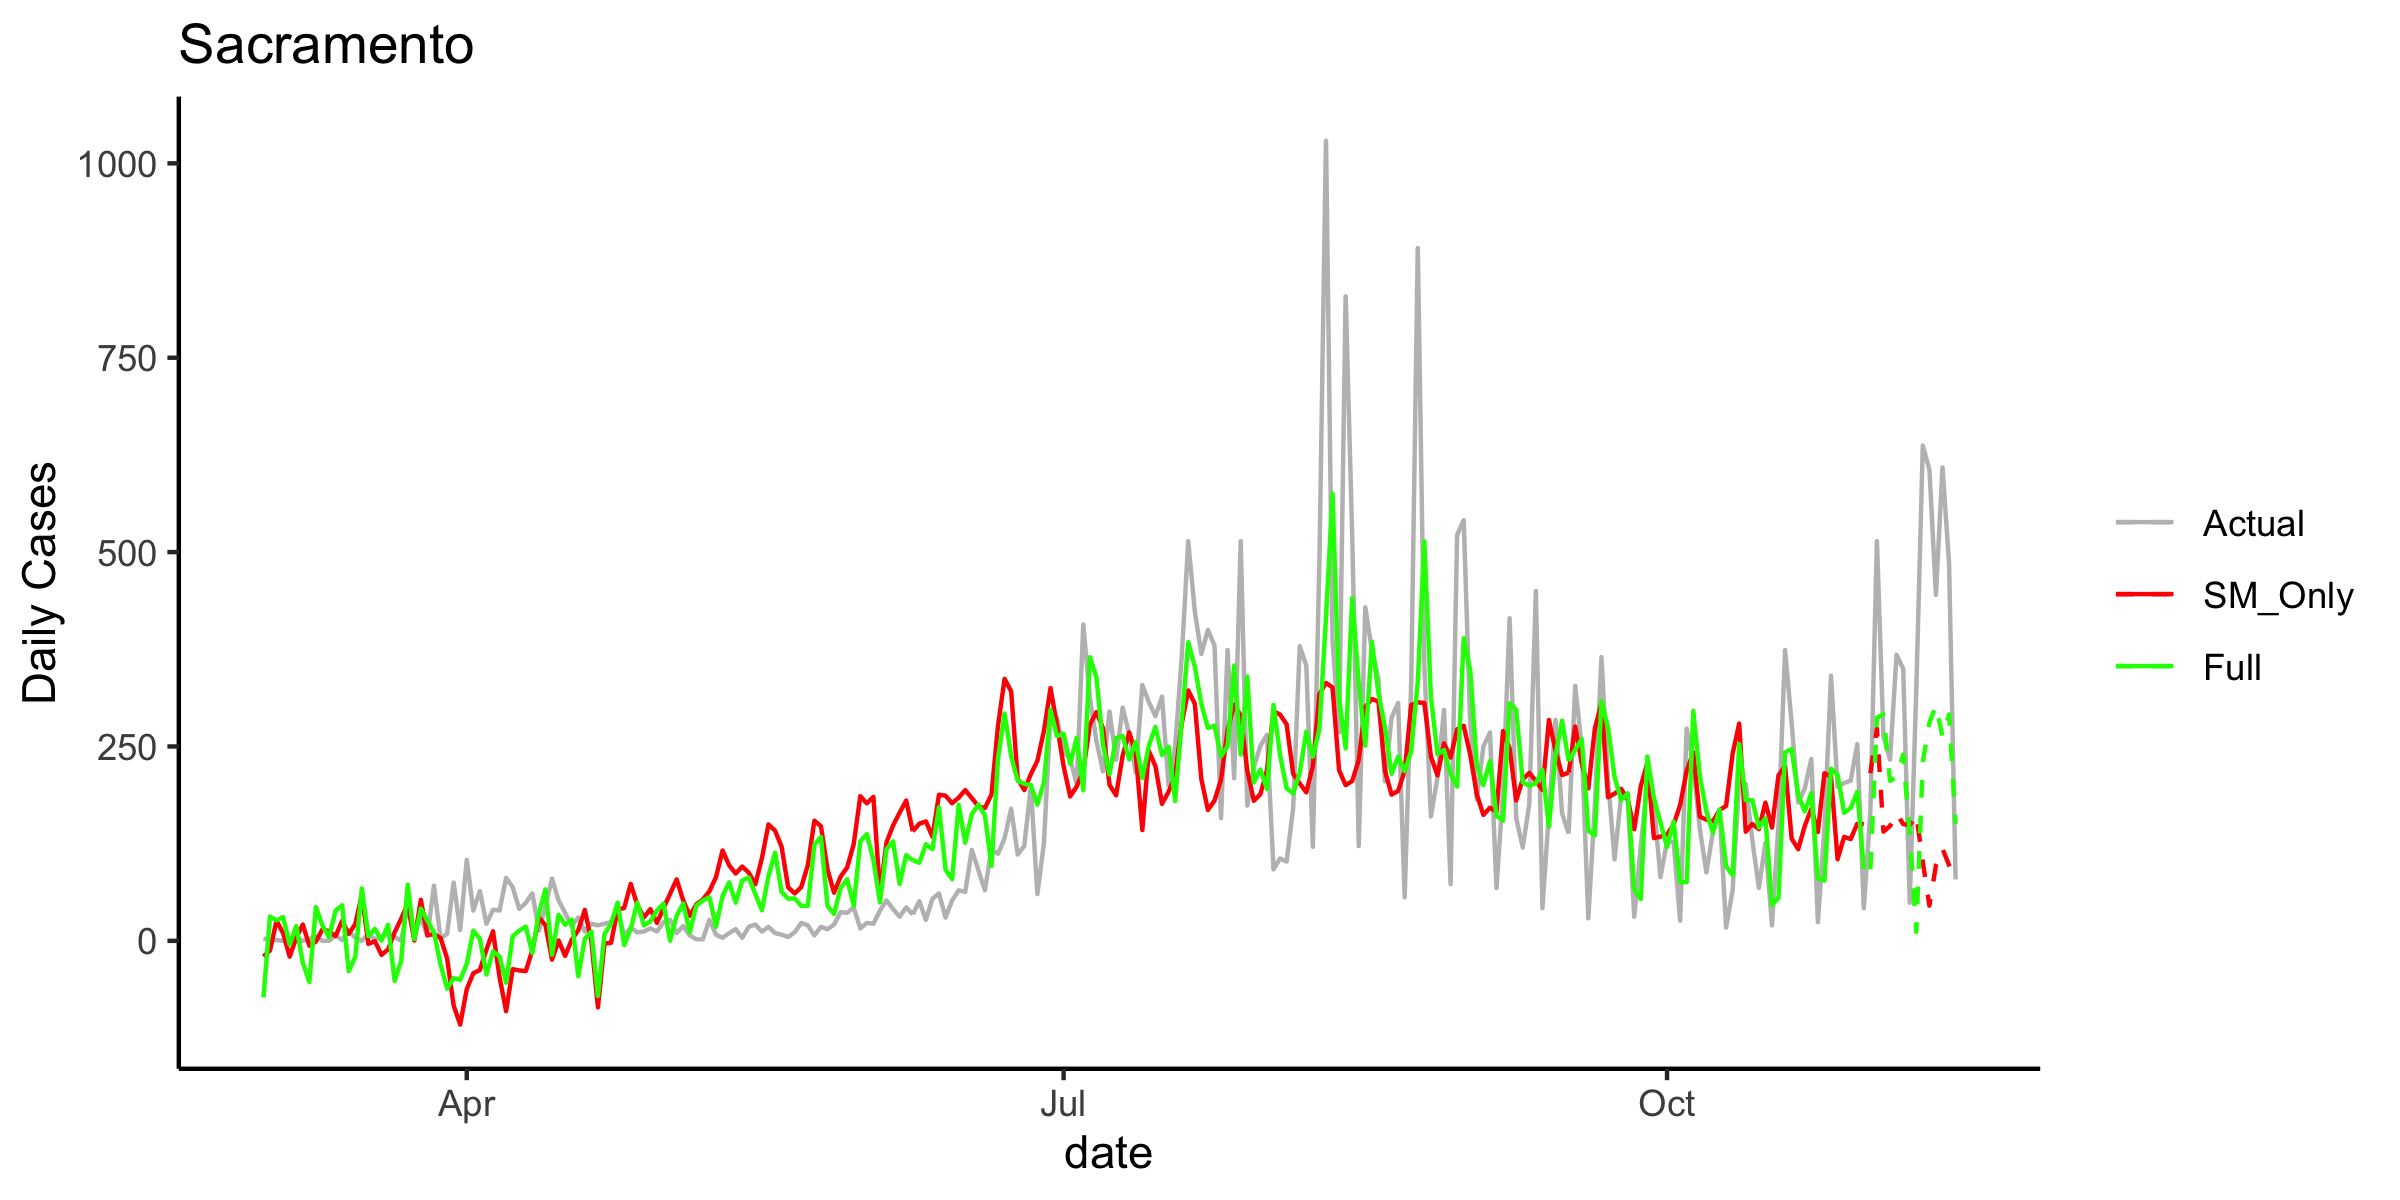 Sacramento
Daily Cases
1000
750
500
250
0
Apr
Jul
Oct
date
Actual
SM_Only
Full